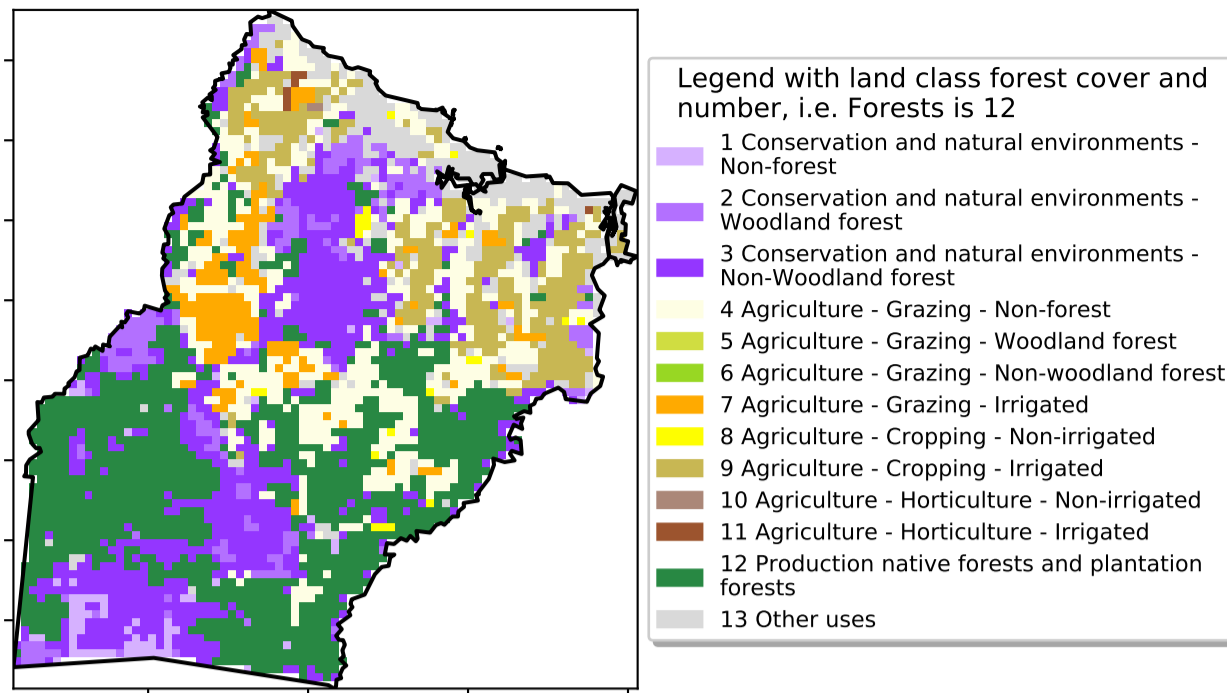 Legend with land class forest cover and
number, i.e. Forests is 12
1 Conservation and natural environments -
Non-forest
2 Conservation and natural environments -
Woodland forest
3 Conservation and natural environments -
Non-Woodland forest
4 Agriculture - Grazing - Non-forest
5 Agriculture - Grazing - Woodland forest
6 Agriculture - Grazing - Non-woodland forest
7 Agriculture - Grazing - Irrigated
8 Agriculture - Cropping - Non-irrigated
9 Agriculture - Cropping - Irrigated
10 Agriculture - Horticulture - Non-irrigated
11 Agriculture - Horticulture - Irrigated
12 Production native forests and plantation
forests
13 Other uses